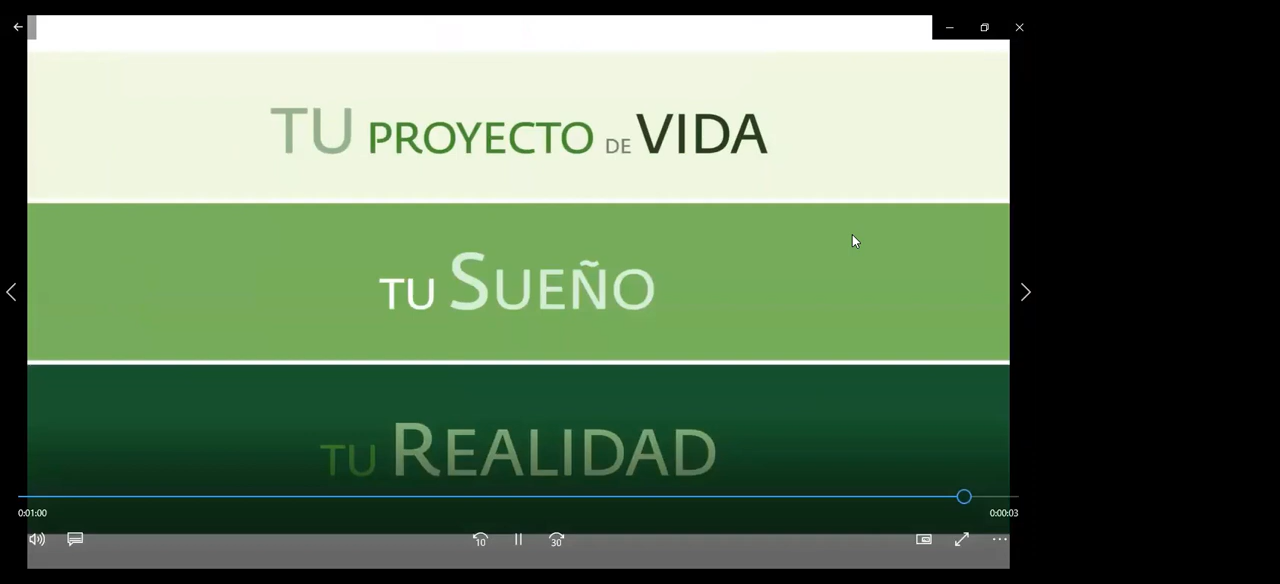 TU PROYECTO DE VIDA
TU SUEÑO
TU REALIDAD
0:01:00
0:00:03
10
30